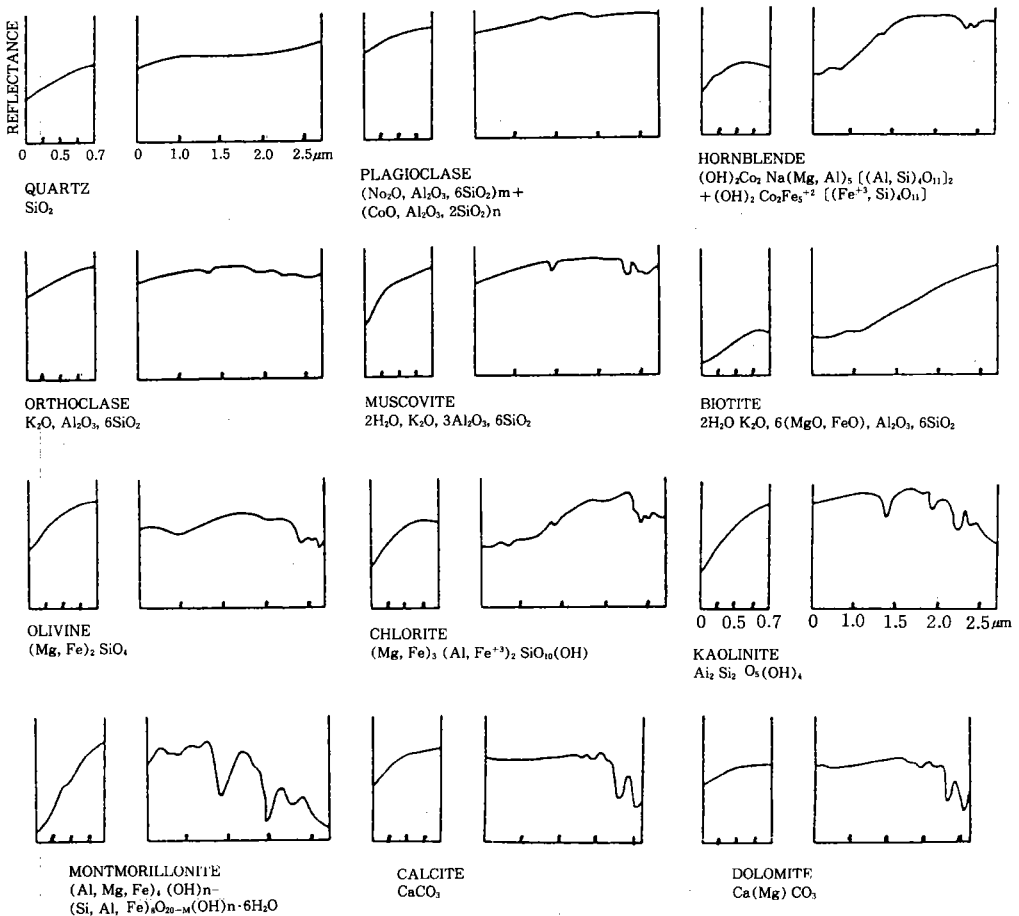 REFLECTANCE
0 0.5 0.7
0 1.0 2.0 2.5μm
QUARTZ
SiO₂
PLAGIOCLASE
(No₂O, Al₂O₃, 6SiO₂)m +
(CoO, Al₂O₃, 2SiO₂)n
HORNBLENDE
(OH)₂Co₂ Na(Mg, Al)₅ [(Al, Si)₄O₁₁]₂
+(OH)₂ Co₂Fe₅⁺² [(Fe⁺³, Si)₄O₁₁]
ORTHOCLASE
K₂O, Al₂O₃, 6SiO₂
MUSCOVITE
2H₂O, K₂O, 3Al₂O₃, 6SiO₂
BIOTITE
2H₂O K₂O, 6(MgO, FeO), Al₂O₃, 6SiO₂
OLIVINE
(Mg, Fe)₂ SiO₄
CHLORITE
(Mg, Fe)₃ (Al, Fe⁺³)₂ SiO₁₀(OH)
0 0.5 0.7
0 1.0 2.0 2.5μm
KAOLINITE
Ai₂ Si₂ O₅(OH)₄
MONTMORILLONITE
(Al, Mg, Fe)₄ (OH)n-
(Si, Al, Fe)₈O₂₀₋M(OH)n·6H₂O
CALCITE
CaCO₃
DOLOMITE
Ca(Mg) CO₃